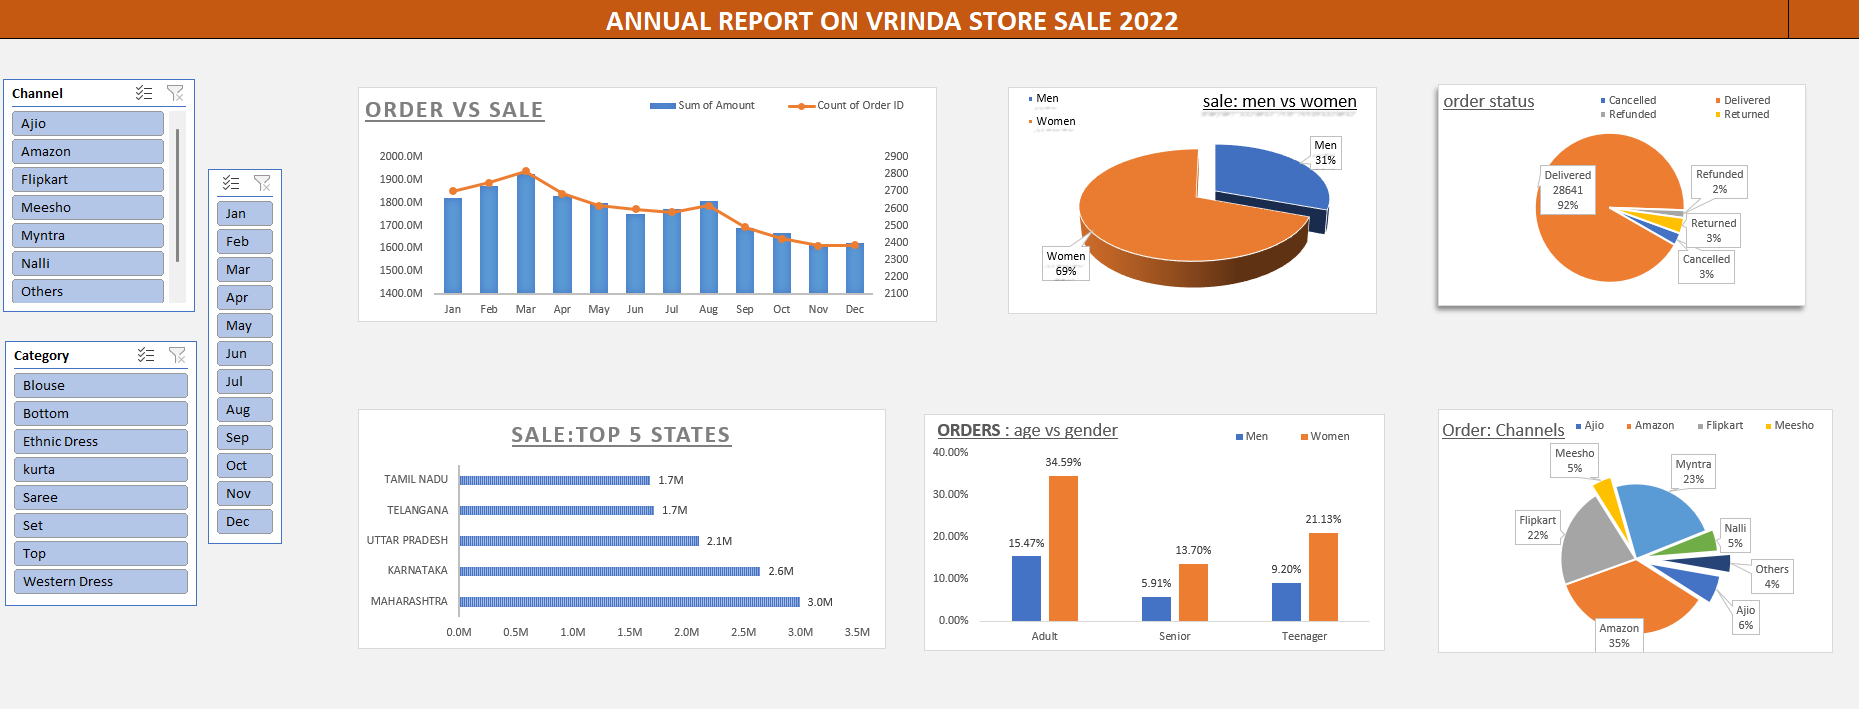 ANNUAL REPORT ON VRINDA STORE SALE 2022
Channel
Ajio
Amazon
Flipkart
Meesho
Myntra
Nalli
Others
Category
Blouse
Bottom
Ethnic Dress
kurta
Saree
Set
Top
Western Dress
Jan
Feb
Mar
Apr
May
Jun
Jul
Aug
Sep
Oct
Nov
Dec
ORDER VS SALE
Sum of Amount
Count of Order ID
2000.0M
1900.0M
1800.0M
1700.0M
1600.0M
1500.0M
1400.0M
2900
2800
2700
2600
2500
2400
2300
2200
2100
Jan Feb Mar Apr May Jun Jul Aug Sep Oct Nov Dec
sale: men vs women
Men
Women
Men
31%
Women
69%
order status
Cancelled Delivered
Refunded Returned
Delivered
28641
92%
Refunded
2%
Returned
3%
Cancelled
3%
SALE:TOP 5 STATES
TAMIL NADU 1.7M
TELANGANA 1.7M
UTTAR PRADESH 2.1M
KARNATAKA 2.6M
MAHARASHTRA 3.0M
0.0M 0.5M 1.0M 1.5M 2.0M 2.5M 3.0M 3.5M
ORDERS : age vs gender
Men Women
40.00%
30.00%
20.00%
10.00%
0.00%
15.47% 34.59%
5.91% 13.70%
9.20% 21.13%
Adult Senior Teenager
Order: Channels
Ajio Amazon Flipkart Meesho
Meesho
5%
Myntra
23%
Flipkart
22%
Nalli
5%
Others
4%
Ajio
6%
Amazon
35%